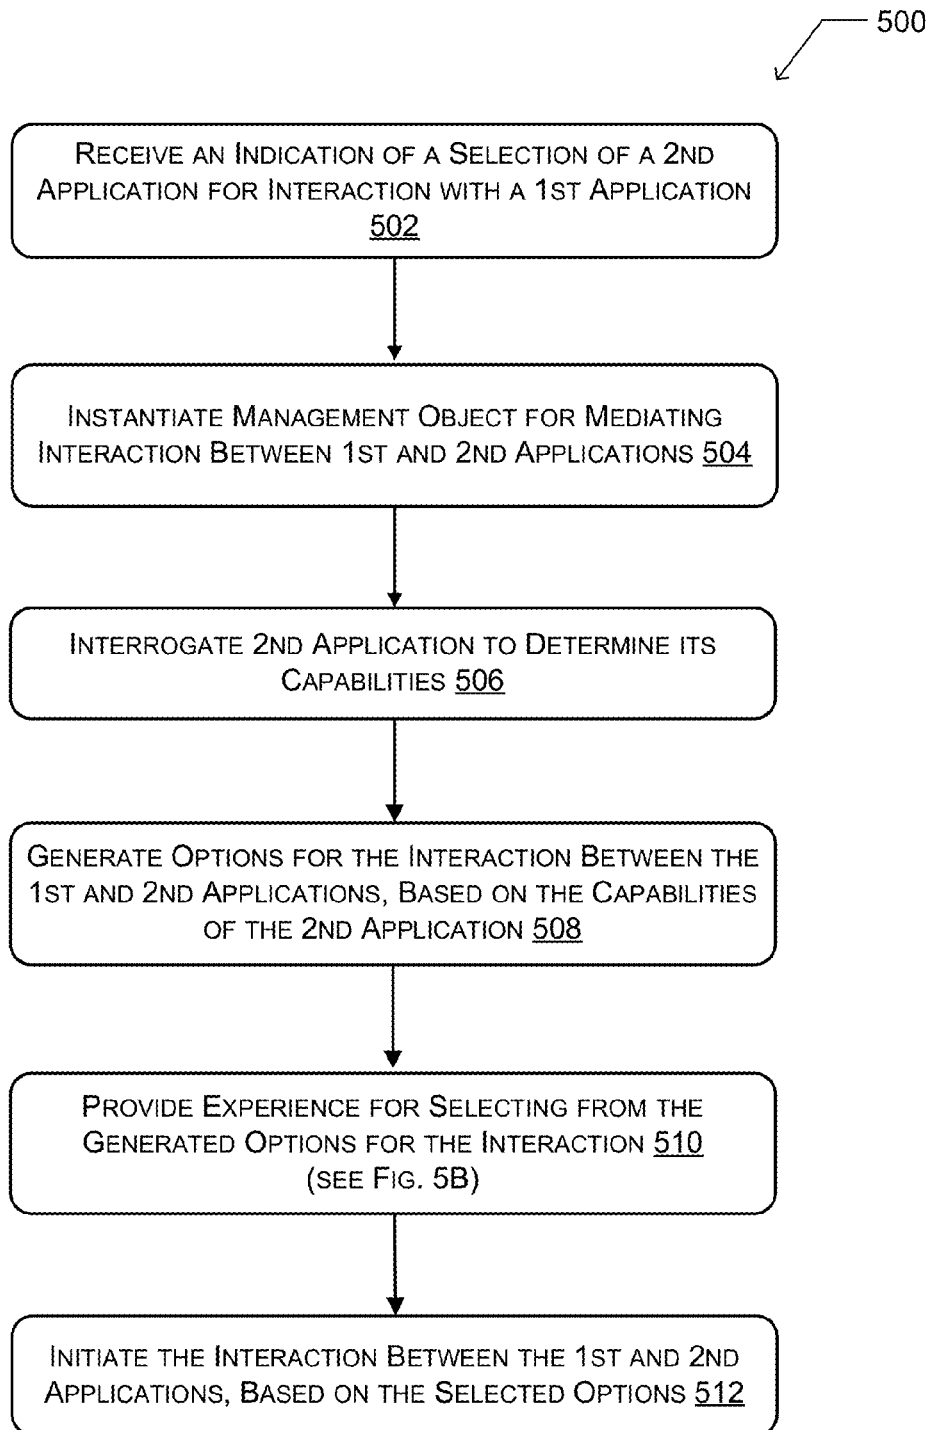 500
Receive an Indication of a Selection of a 2nd
Application for Interaction with a 1st Application
502
Instantiate Management Object for Mediating
Interaction Between 1st and 2nd Applications 504
Interrogate 2nd Application to Determine its
Capabilities 506
Generate Options for the Interaction Between the
1st and 2nd Applications, Based on the Capabilities
of the 2nd Application 508
Provide Experience for Selecting from the
Generated Options for the Interaction 510
(see Fig. 5B)
Initiate the Interaction Between the 1st and 2nd
Applications, Based on the Selected Options 512